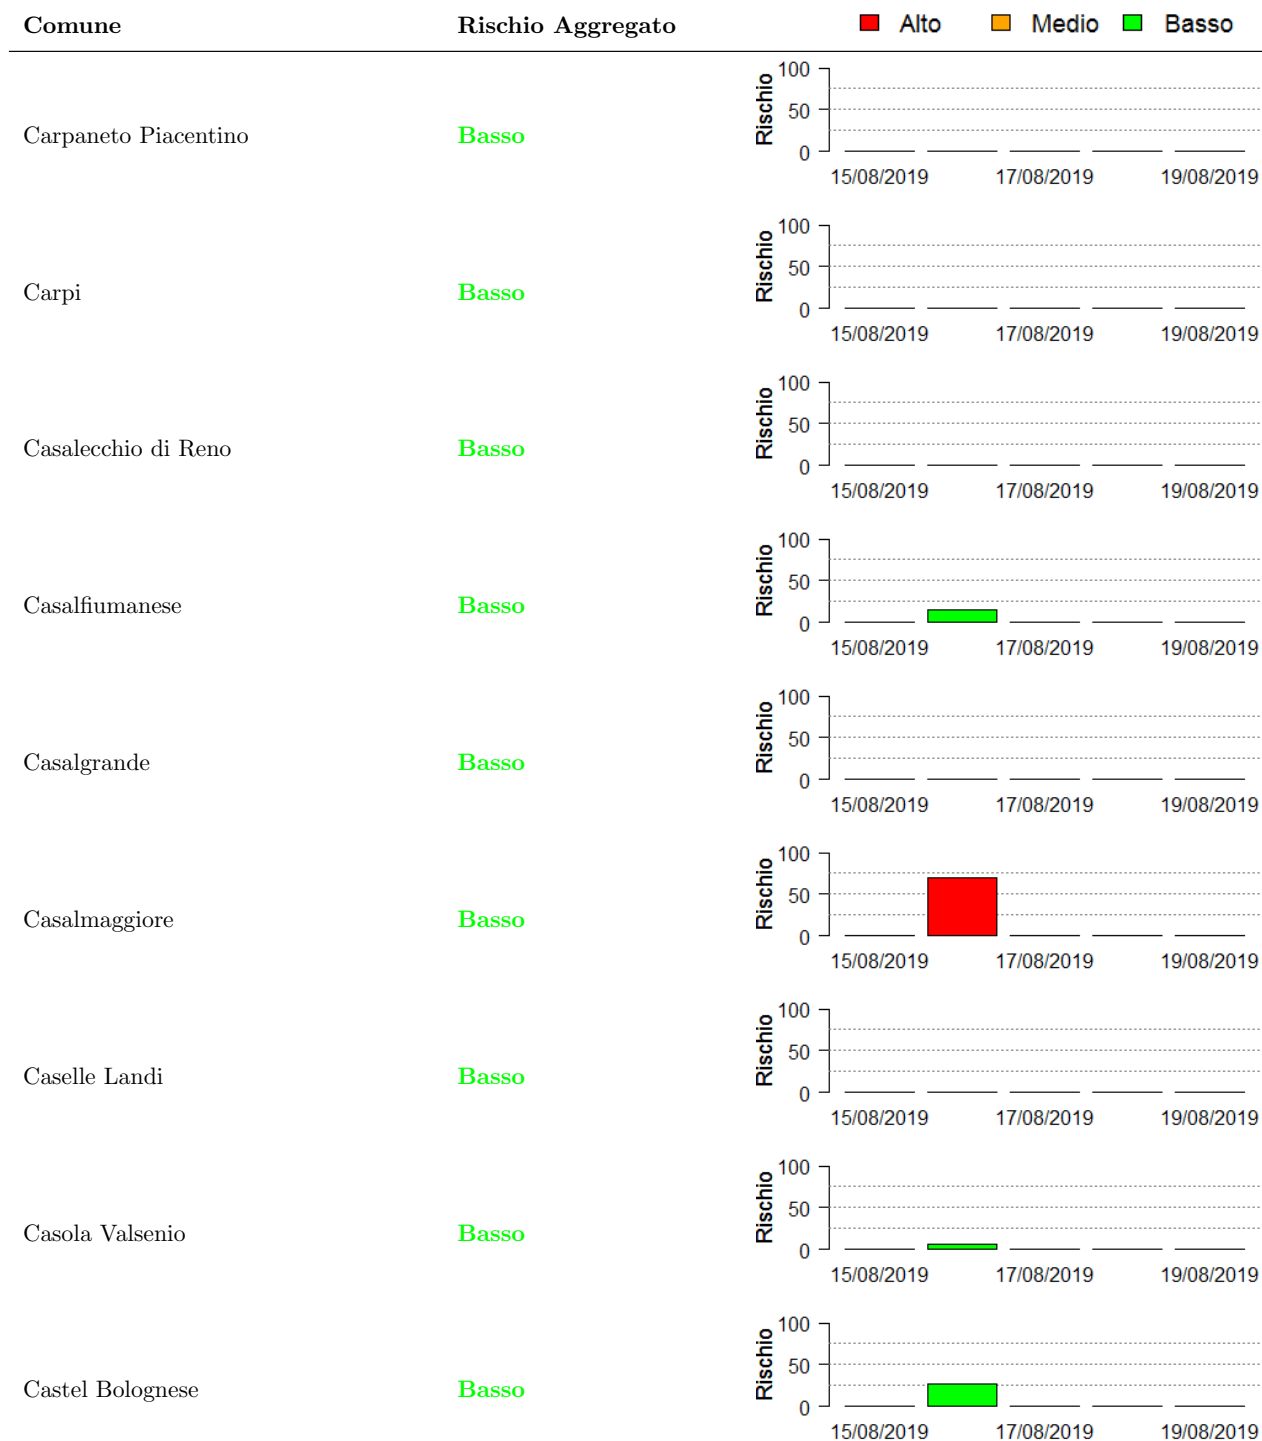 Comune Rischio Aggregato Alto Medio Basso
100
50
0
Rischio
Carpaneto Piacentino Basso
15/08/2019 17/08/2019 19/08/2019
100
50
0
Rischio
Carpi Basso
15/08/2019 17/08/2019 19/08/2019
100
50
0
Rischio
Casalecchio di Reno Basso
15/08/2019 17/08/2019 19/08/2019
100
50
0
Rischio
Casalfiumanese Basso
15/08/2019 17/08/2019 19/08/2019
100
50
0
Rischio
Casalgrande Basso
15/08/2019 17/08/2019 19/08/2019
100
50
0
Rischio
Casalmaggiore Basso
15/08/2019 17/08/2019 19/08/2019
100
50
0
Rischio
Caselle Landi Basso
15/08/2019 17/08/2019 19/08/2019
100
50
0
Rischio
Casola Valsenio Basso
15/08/2019 17/08/2019 19/08/2019
100
50
0
Rischio
Castel Bolognese Basso
15/08/2019 17/08/2019 19/08/2019